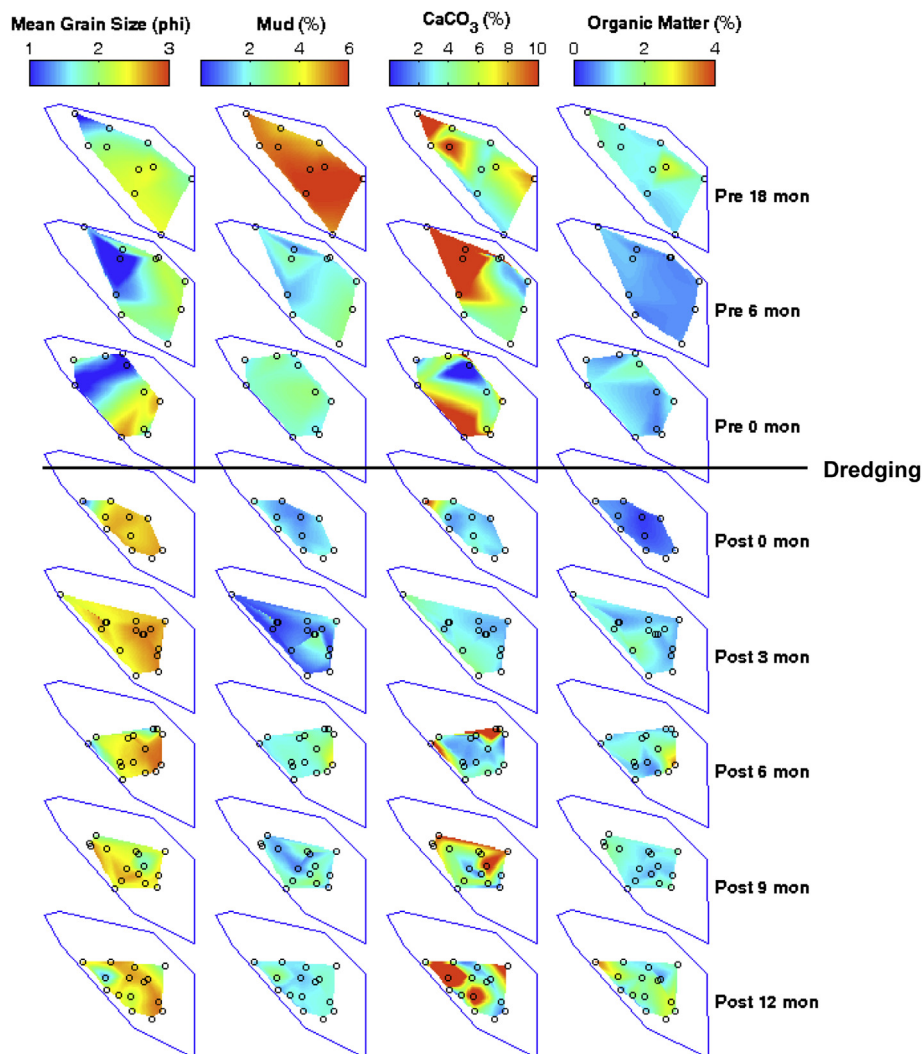 Mean Grain Size (phi) Mud (%) CaCO3 (%) Organic Matter (%)
1 2 3 2 4 6 2 4 6 8 10 0 2 4
Pre 18 mon
Pre 6 mon
Pre 0 mon
Dredging
Post 0 mon
Post 3 mon
Post 6 mon
Post 9 mon
Post 12 mon